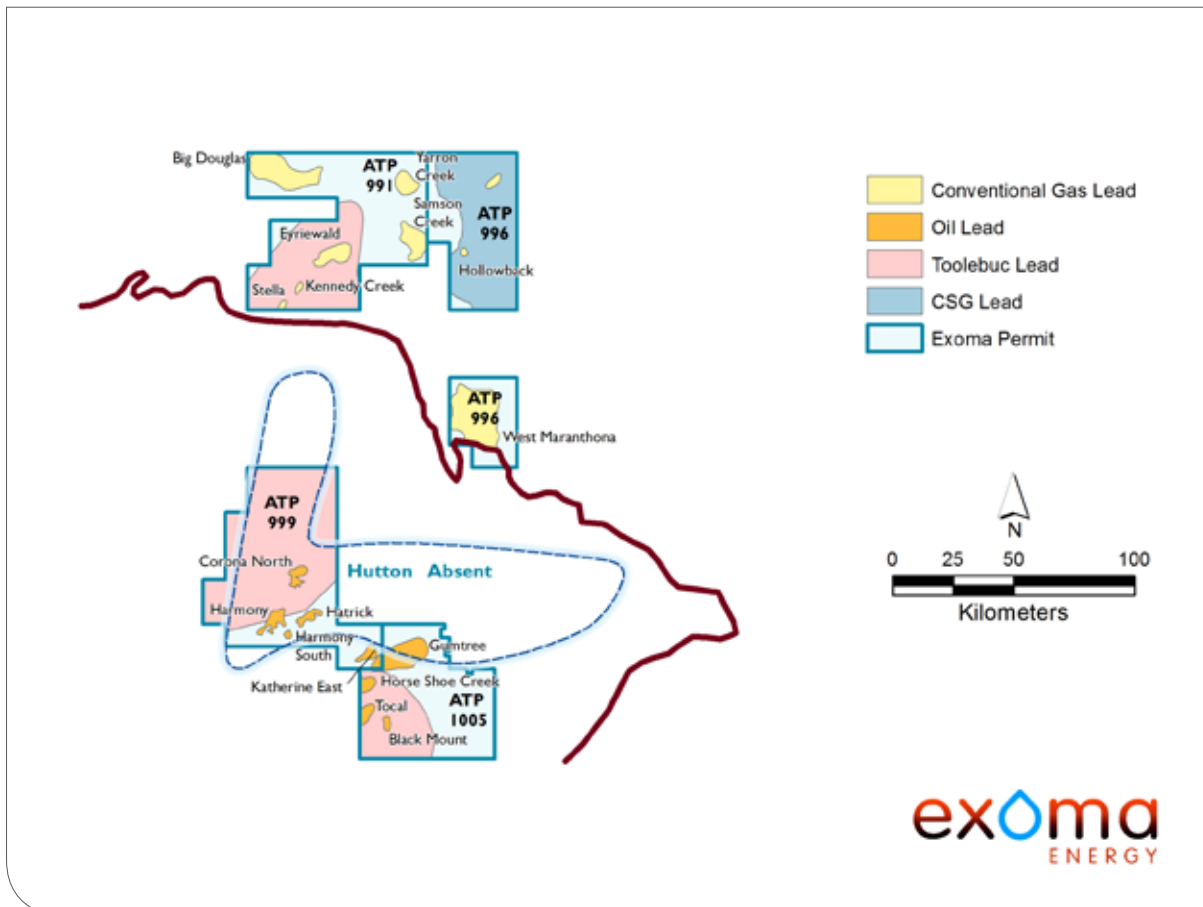 Big Douglas
ATP
991
Yarron
Creek
Samson
Creek
ATP
996
Eyriewald
Hollowback
Stella
Kennedy Creek
Conventional Gas Lead
Oil Lead
Toolebuc Lead
CSG Lead
Exoma Permit
ATP
996
West Maranthona
ATP
999
N
0 25 50 100
Kilometers
Corona North
Hutton Absent
Harmony
Hatrick
Harmony
South
Gumtree
Katherine East
Horse Shoe Creek
Tocal
ATP
1005
Black Mount
exoma
ENERGY